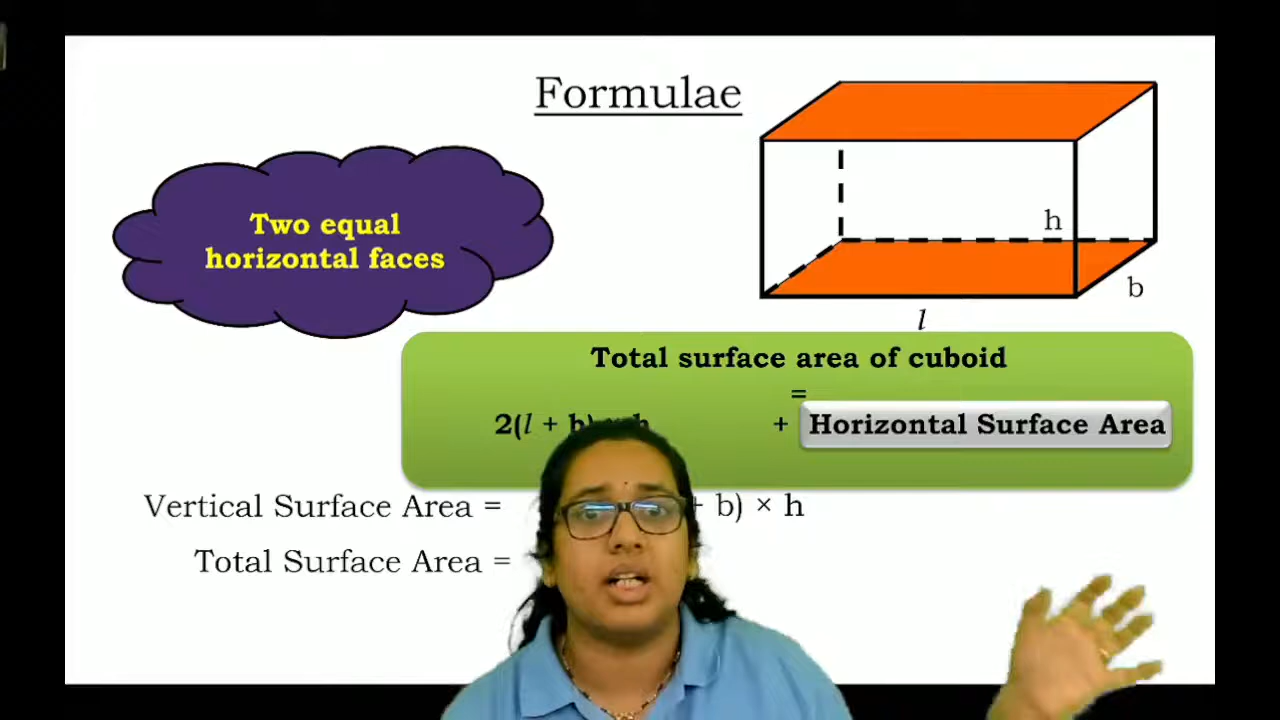 Formulae
Two equal
horizontal faces
h
b
l
Total surface area of cuboid
=
2(l + b) × h + Horizontal Surface Area
Vertical Surface Area = + b) × h
Total Surface Area =